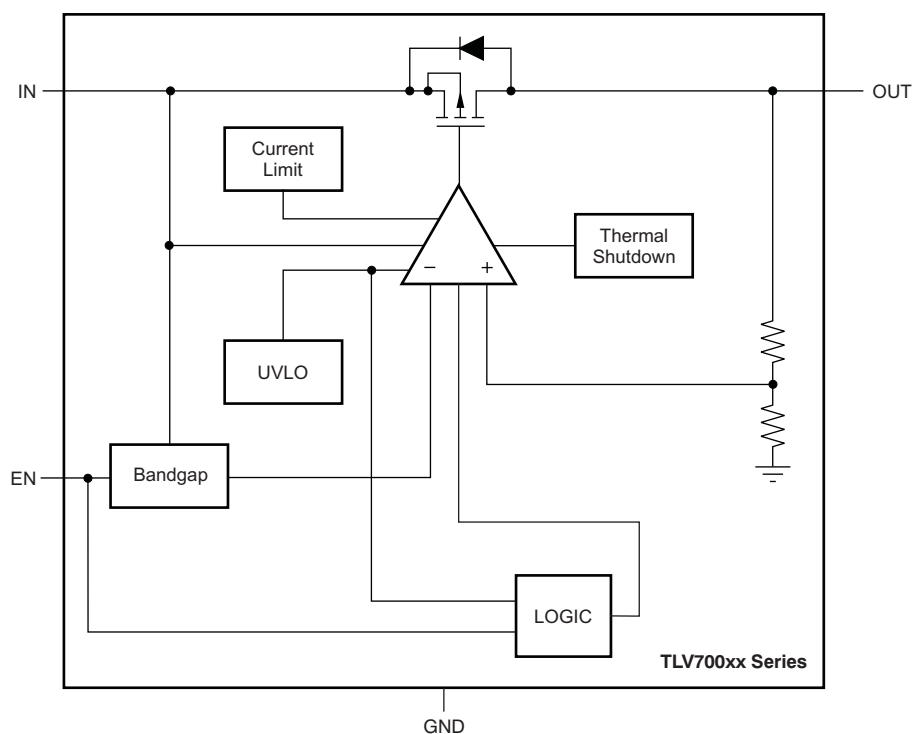 IN
OUT
Current
Limit
Thermal
Shutdown
−
+
UVLO
EN
Bandgap
LOGIC
TLV700xx Series
GND